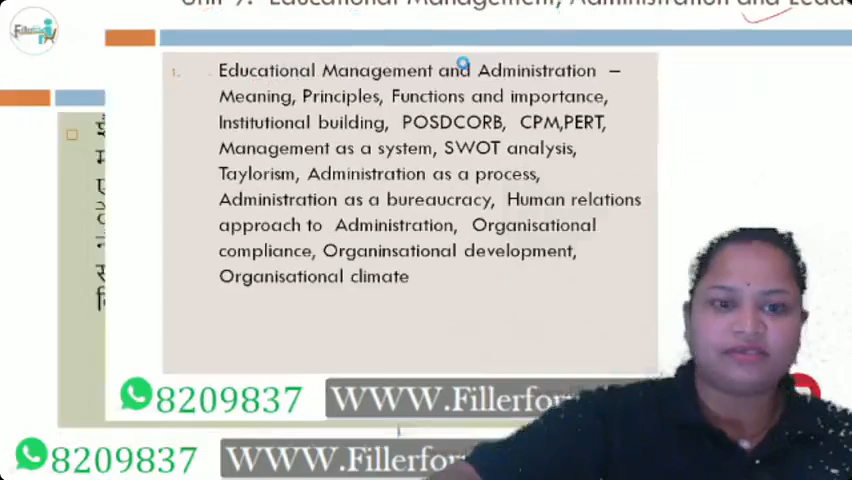 Unit 9: Educational Management, Administration and Lead
Filler
1. Educational Management and Administration –
Meaning, Principles, Functions and importance,
Institutional building, POSDCORB, CPM,PERT,
Management as a system, SWOT analysis,
Taylorism, Administration as a process,
Administration as a bureaucracy, Human relations
approach to Administration, Organisational
compliance, Organinsational development,
Organisational climate
8209837 WWW.Fillerfor
8209837 WWW.Fillerfor